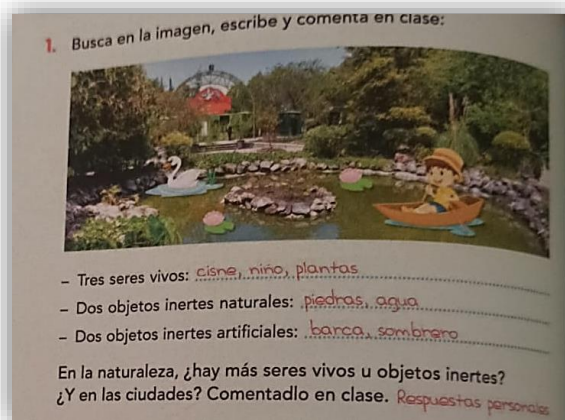 1. Busca en la imagen, escribe y comenta en clase:
– Tres seres vivos: cisne, niño, plantas
– Dos objetos inertes naturales: piedras, agua
– Dos objetos inertes artificiales: barca, sombrero
En la naturaleza, ¿hay más seres vivos u objetos inertes?
¿Y en las ciudades? Comentadlo en clase. Respuestas personales